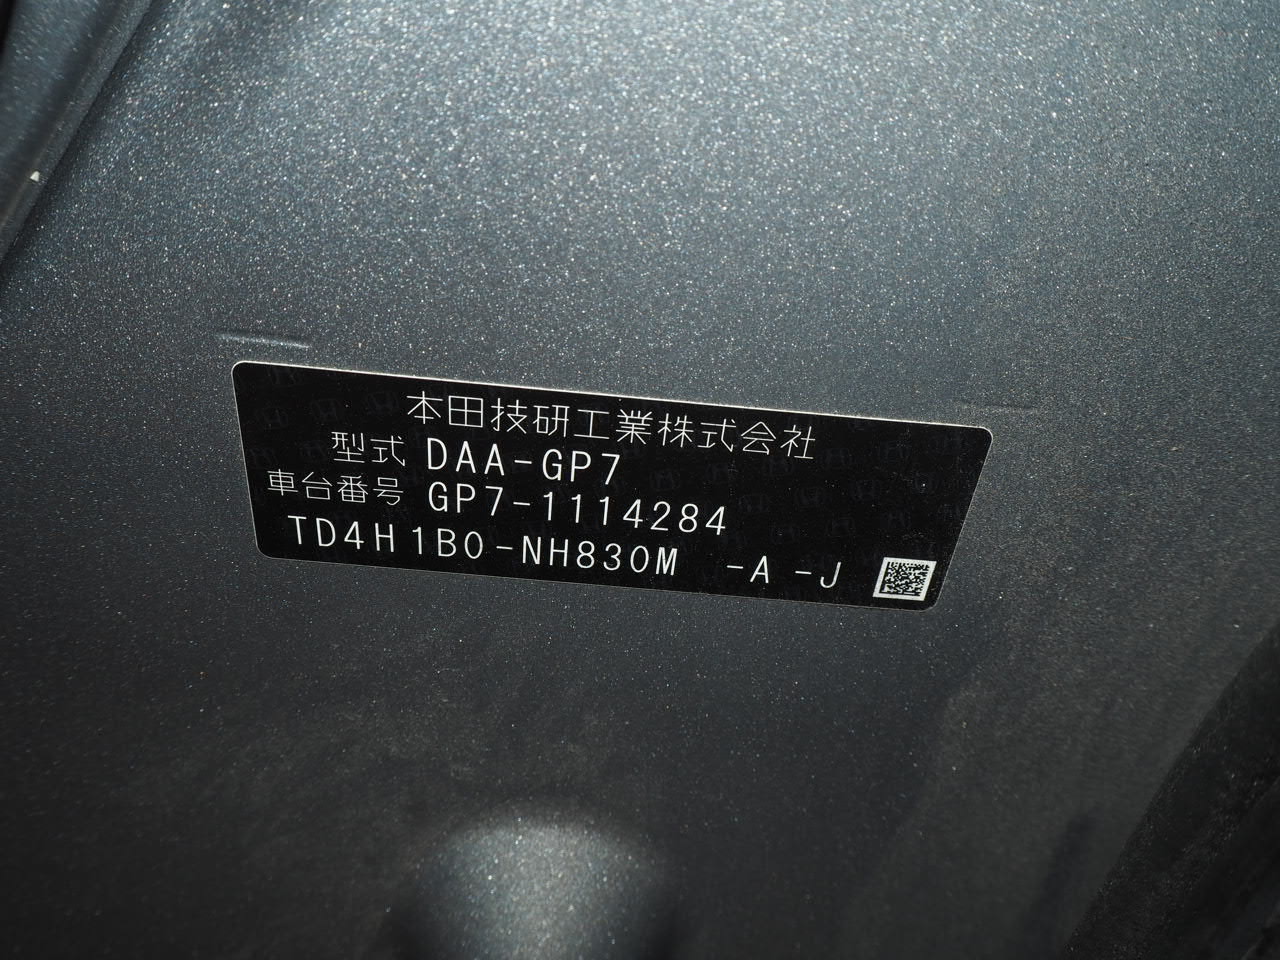 本田技研工業株式会社
型式 DAA-GP7
車台番号 GP7-1114284
TD4H1B0-NH830M -A -J